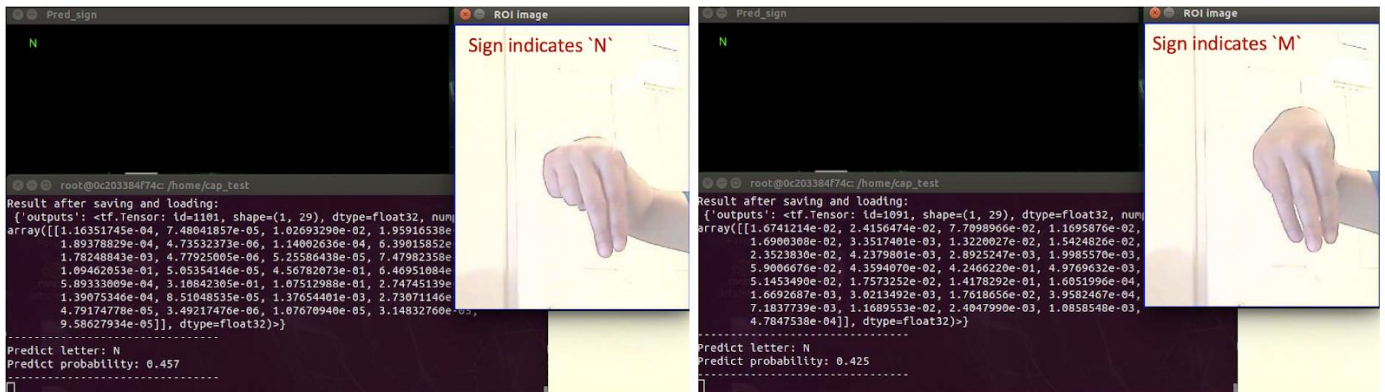 Pred_sign
N
ROI image
Sign indicates `N`
root@0c203384f74c: /home/cap_test
Result after saving and loading:
{'outputs': <tf.Tensor: id=1101, shape=(1, 29), dtype=float32, num
array([[1.16351745e-04, 7.48041857e-05, 1.02693290e-02, 1.95916538e
1.89378829e-04, 4.73532373e-06, 1.14002636e-04, 6.39015852e
1.78248843e-03, 4.77925005e-06, 5.25586438e-05, 7.47982358e
1.09462053e-01, 5.05354146e-05, 4.56782073e-01, 6.46951084e
5.89333009e-04, 3.10842305e-01, 1.07512988e-01, 2.74745139e
1.39075346e-04, 8.51048535e-05, 1.37654401e-03, 2.73071146e
4.79174778e-05, 3.49217476e-06, 1.07670940e-05, 3.14832760e-05,
9.58627934e-05]], dtype=float32)>}
--------------------------------
Predict letter: N
Predict probability: 0.457
--------------------------------
Pred_sign
N
ROI image
Sign indicates `M`
root@0c203384f74c: /home/cap_test
Result after saving and loading:
{'outputs': <tf.Tensor: id=1091, shape=(1, 29), dtype=float32, num
array([[1.6741214e-02, 2.4156474e-02, 7.7098966e-02, 1.1695876e-02,
1.6900308e-02, 3.3517401e-03, 1.3220027e-02, 1.5424826e-02,
2.3523830e-02, 4.2379801e-03, 2.8925247e-03, 1.9985570e-03,
5.9006676e-02, 4.3594070e-02, 4.2466220e-01, 4.9769632e-03,
5.1453490e-02, 1.7573252e-02, 1.4178292e-01, 1.6051996e-04,
1.6692687e-03, 3.0213492e-03, 1.7618656e-02, 3.9582467e-04,
7.1837739e-03, 1.1689553e-02, 2.4047990e-03, 1.0858548e-03,
4.7847538e-04]], dtype=float32)>}
--------------------------------
Predict letter: N
Predict probability: 0.425
--------------------------------